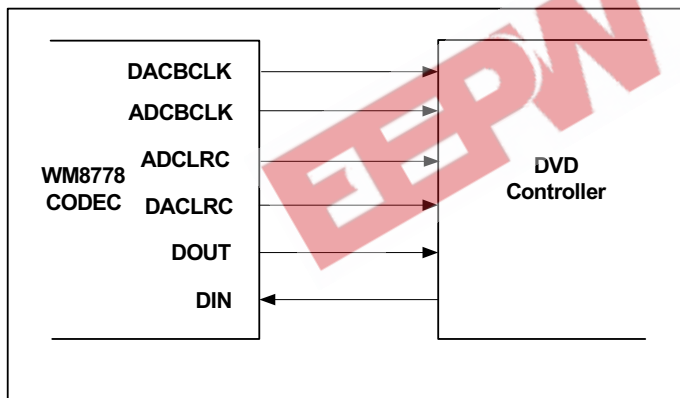 DACBCLK
ADCBCLK
ADCLRC
WM8778
CODEC
DACLRC
DOUT
DIN
DVD
Controller
EEPW